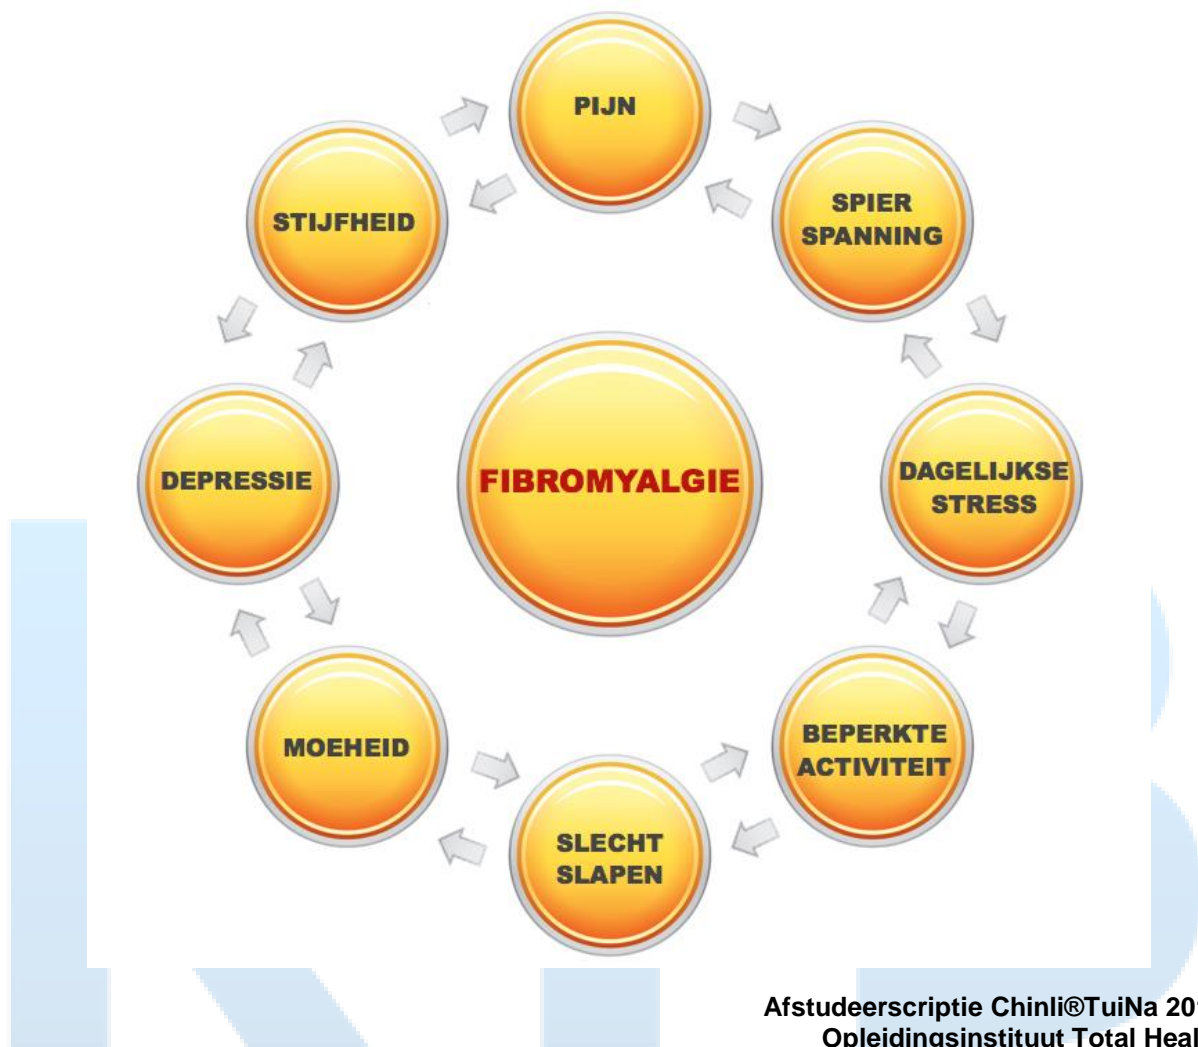 PIJN
SPIER
SPANNING
STIJFHEID
DAGELIJKSE
STRESS
FIBROMYALGIE
DEPRESSIE
BEPERKTE
ACTIVITEIT
MOEHEID
SLECHT
SLAPEN
Afstudeerscriptie Chinli®TuiNa
Opleidingsinstituut Total